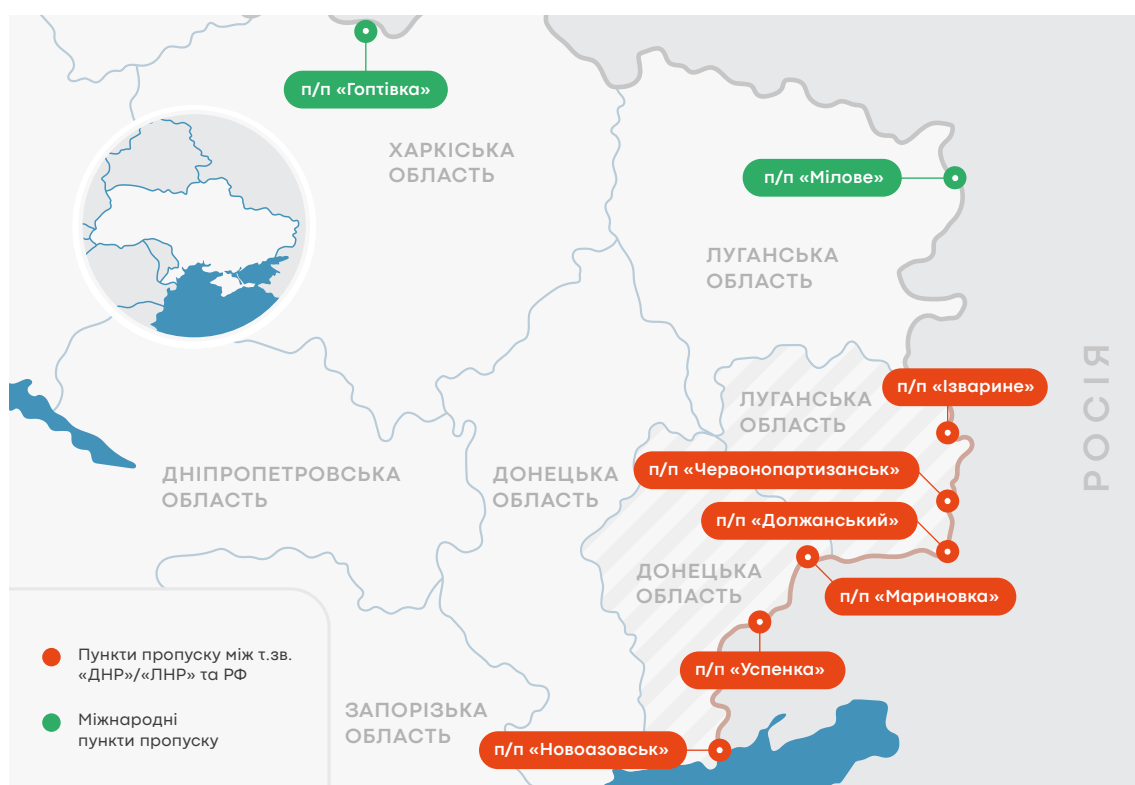 п/п «Гоптівка»
ХАРКІСЬКА
ОБЛАСТЬ
п/п «Мілове»
ЛУГАНСЬКА
ОБЛАСТЬ
РОСІЯ
п/п «Ізварине»
ЛУГАНСЬКА
ОБЛАСТЬ
п/п «Червонопартизанськ»
ДНІПРОПЕТРОВСЬКА
ОБЛАСТЬ
ДОНЕЦЬКА
ОБЛАСТЬ
п/п «Должанський»
ДОНЕЦЬКА
ОБЛАСТЬ
п/п «Мариновка»
п/п «Успенка»
ЗАПОРІЗЬКА
ОБЛАСТЬ
п/п «Новоазовськ»
Пункти пропуску між т.зв.
«ДНР»/«ЛНР» та РФ
Міжнародні
пункти пропуску